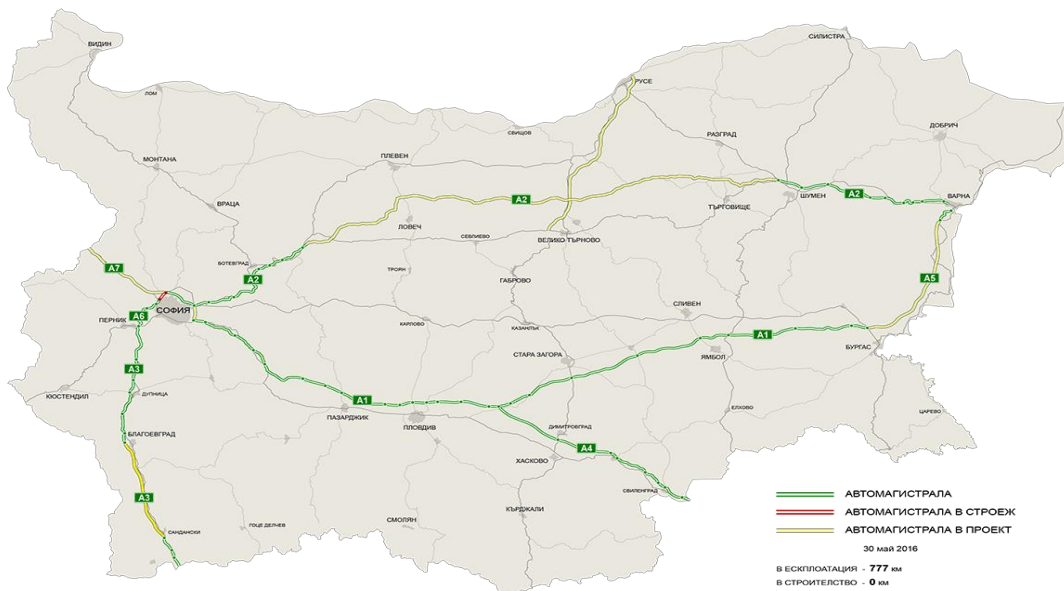 СИЛИСТРА
ВИДИН
РУСЕ
ЛОМ
ДОБРИЧ
СВИЩОВ
РАЗГРАД
ПЛЕВЕН
МОНТАНА
ШУМЕН
A2
ВАРНА
A2
ВРАЦА
ТЪРГОВИЩЕ
ЛОВЕЧ
СЕВЛИЕВО
ВЕЛИКО ТЪРНОВО
БОТЕВГРАД
A7
ТРОЯН
A2
ГАБРОВО
A5
СЛИВЕН
СОФИЯ
A6
ПЕРНИК
КАРЛОВО
КАЗАНЛЪК
A1
БУРГАС
СТАРА ЗАГОРА
ЯМБОЛ
A3
КЮСТЕНДИЛ
ДУПНИЦА
A1
ПАЗАРДЖИК
ЕЛХОВО
ЦАРЕВО
ПЛОВДИВ
ДИМИТРОВГРАД
БЛАГОЕВГРАД
A4
ХАСКОВО
СВИЛЕНГРАД
A3
КЪРДЖАЛИ
СМОЛЯН
ГОЦЕ ДЕЛЧЕВ
САНДАНСКИ
АВТОМАГИСТРАЛА
АВТОМАГИСТРАЛА В СТРОЕЖ
АВТОМАГИСТРАЛА В ПРОЕКТ
30 май 2016
В ЕСКПЛОАТАЦИЯ - 777 км
В СТРОИТЕЛСТВО - 0 км